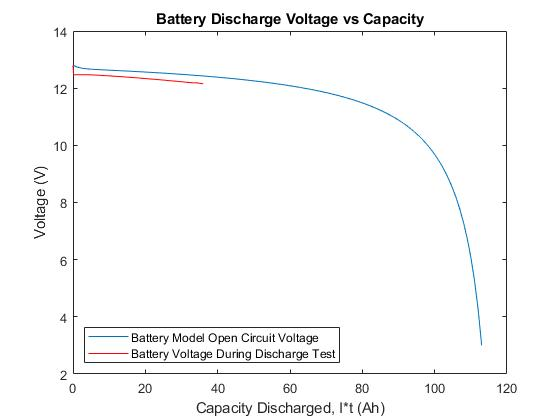 Battery Discharge Voltage vs Capacity
14
12
10
8
6
4
2
Voltage (V)
Battery Model Open Circuit Voltage
Battery Voltage During Discharge Test
0 20 40 60 80 100 120
Capacity Discharged, I*t (Ah)